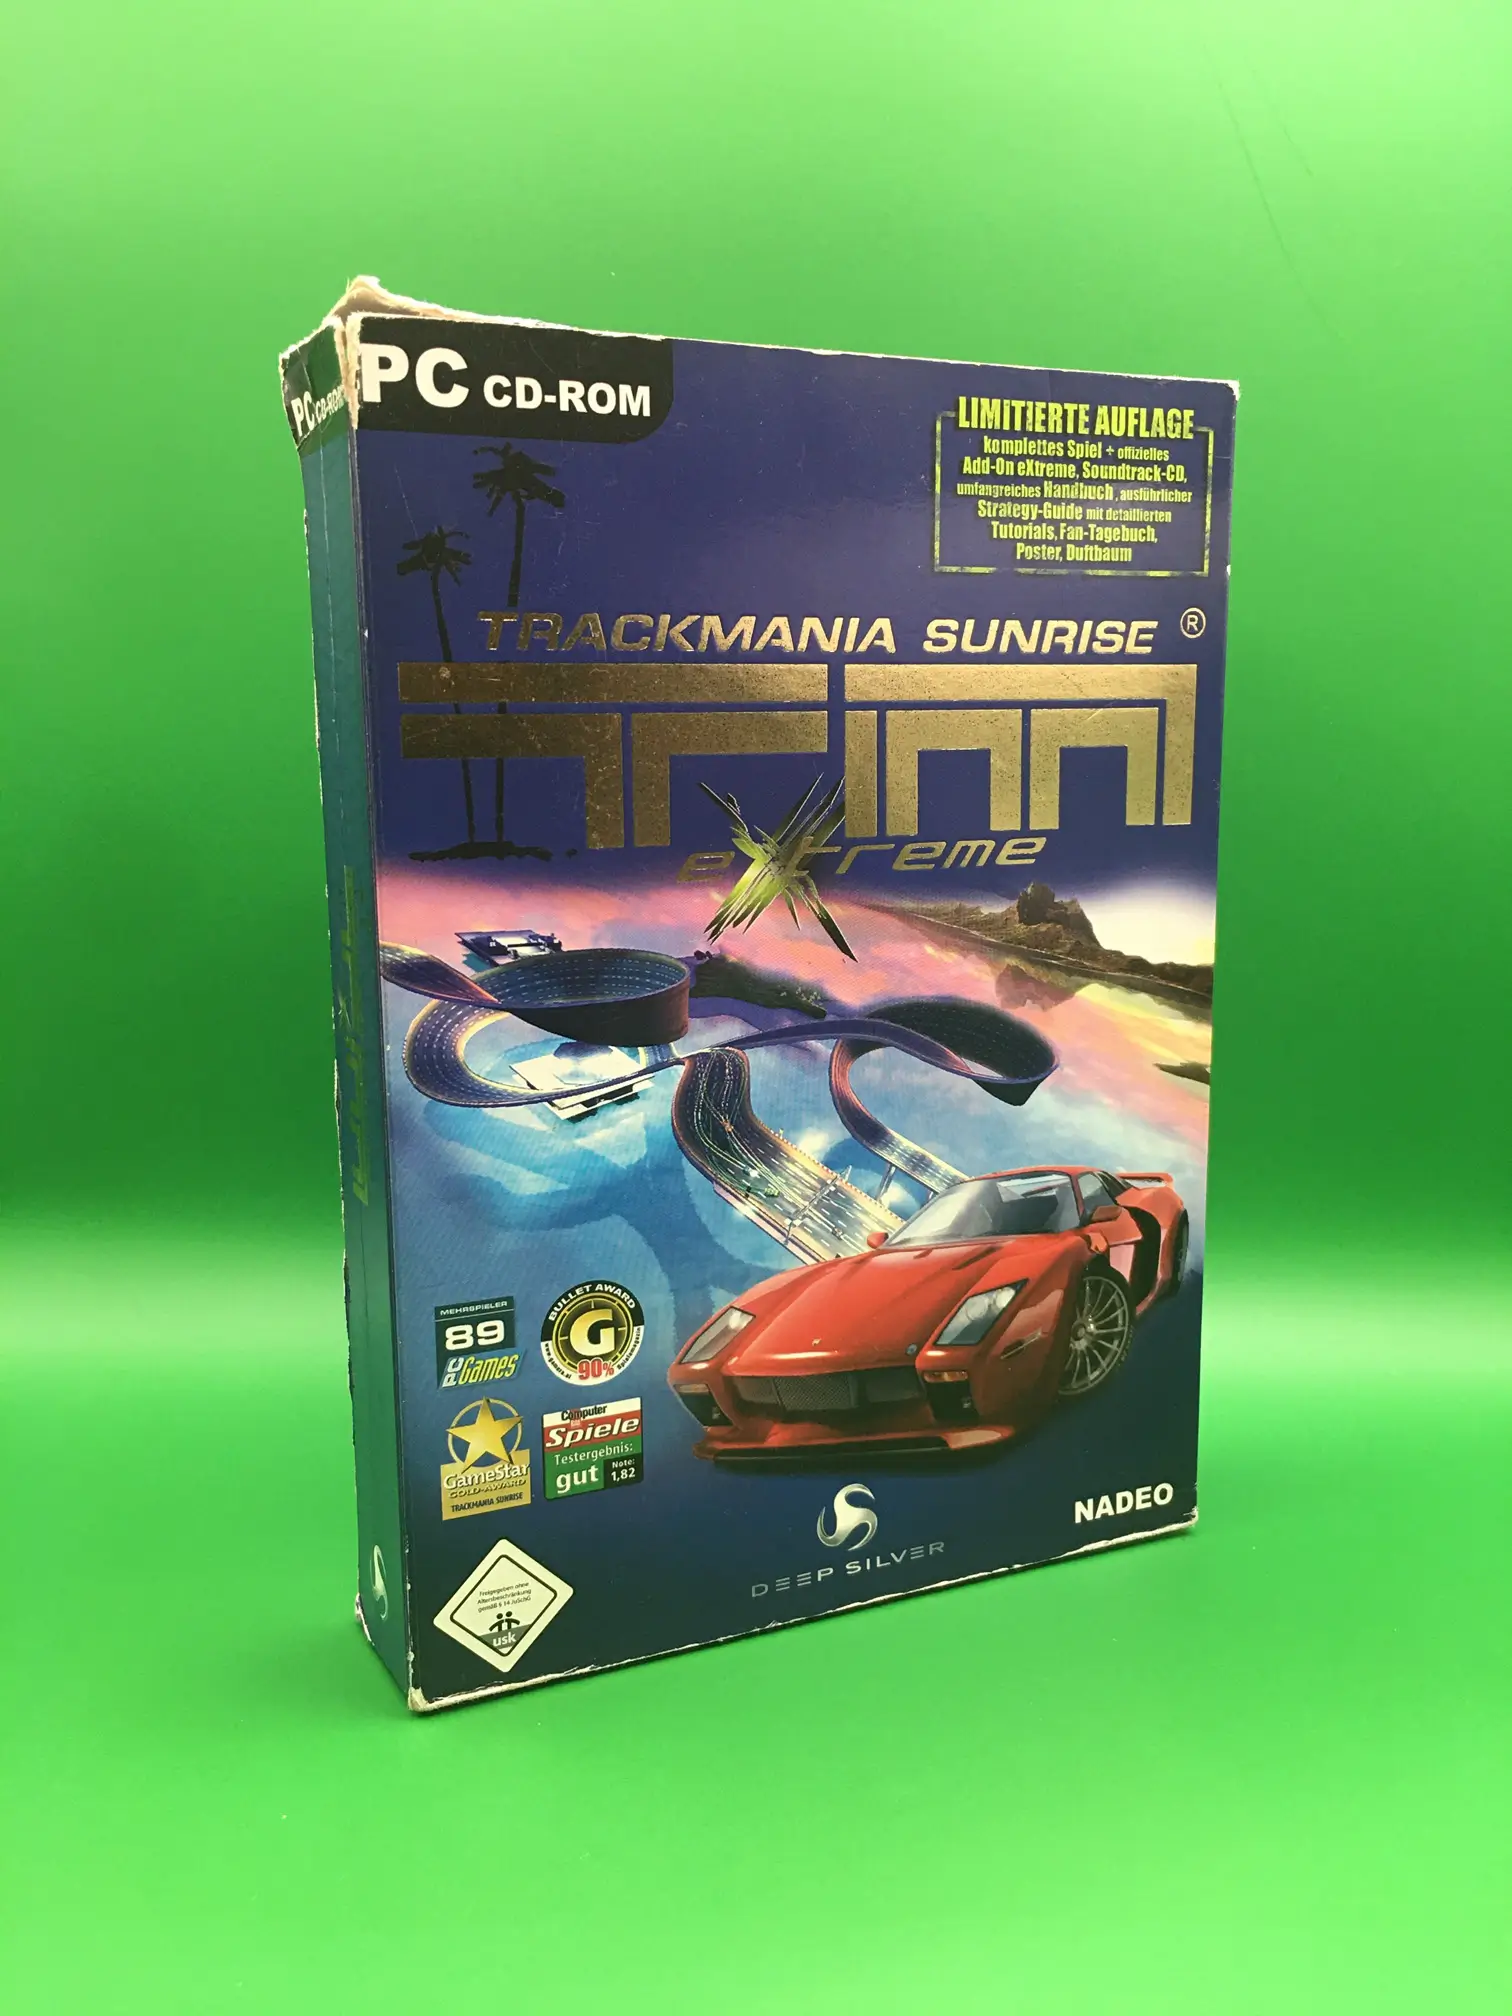 PC CD-ROM
PC CD-ROM
LIMITIERTE AUFLAGE
komplettes Spiel + offizielles
Add-On eXtreme, Soundtrack-CD,
umfangreiches Handbuch, ausführlicher
Strategy-Guide mit detaillierten
Tutorials, Fan-Tagebuch,
Poster, Duftbaum
TRACKMANIA SUNRISE ®
TM
eXtreme
MEHRSPIELER
89
PC Games
BULLET AWARD
G
90%
GameStar
GOLD-AWARD
TRACKMANIA SUNRISE
Computer
Spiele
Testergebnis:
gut
Note:
1,82
Freigegeben ohne
Altersbeschränkung
gemäß § 14 JuSchG
usk
DEEP SILVER
NADEO